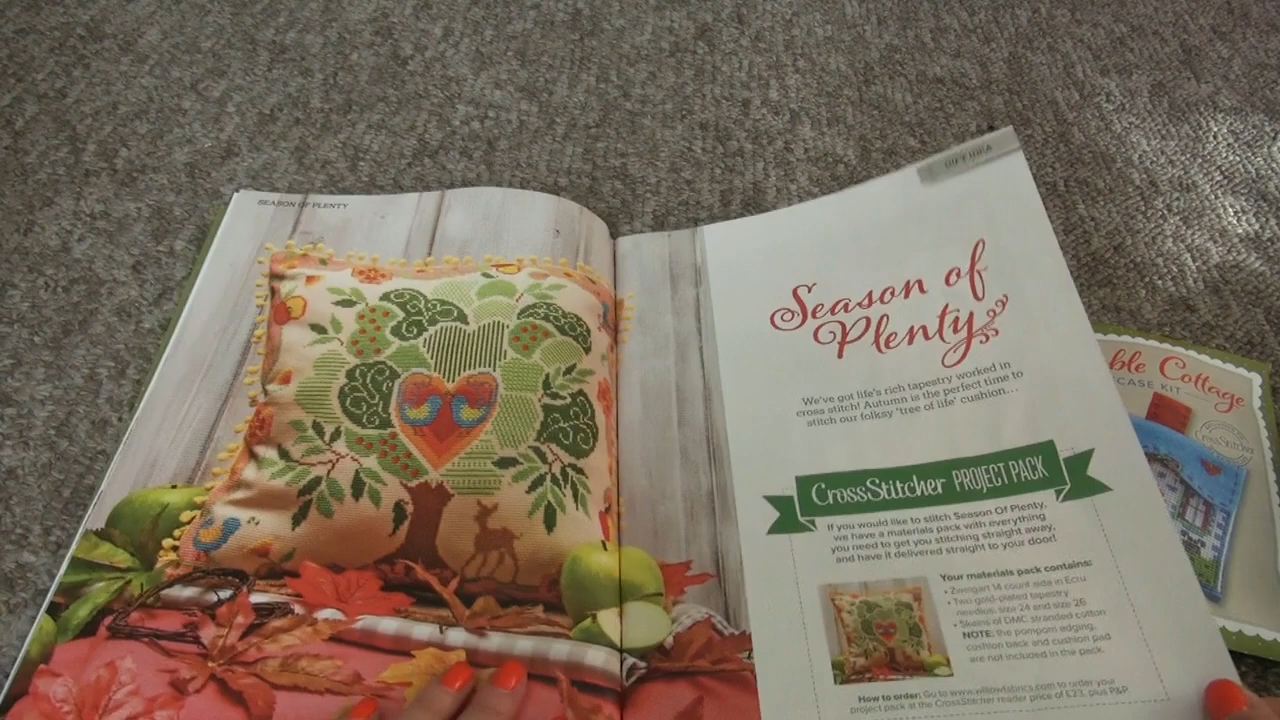 SEASON OF PLENTY
GIFT IDEA
Season of
Plenty
We've got life's rich tapestry worked in
cross stitch! Autumn is the perfect time to
stitch our folksy 'tree of life' cushion...
CrossStitcher PROJECT PACK
If you would like to stitch Season Of Plenty,
we have a materials pack with everything
you need to get you stitching straight away,
and have it delivered straight to your door!
Your materials pack contains:
• Zweigart 14 count aida in Ecru
• Two gold-plated tapestry
needles: size 24 and size 26
• Skeins of DMC stranded cotton
NOTE: the pompom edging,
cushion back and cushion pad
are not included in the pack.
How to order: Go to www.willowfabrics.com to order your
project pack at the CrossStitcher reader price of £23, plus P&P.
ble Cottage
CASE KIT
CrossStitcher